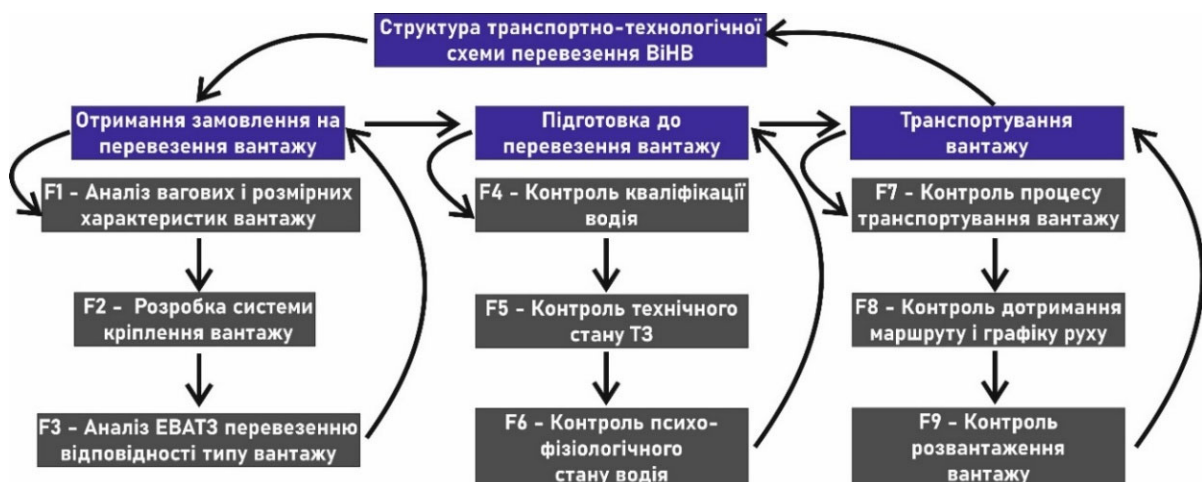 Структура транспортно-технологічної
схеми перевезення ВіНВ
Отримання замовлення на
перевезення вантажу
Підготовка до
перевезення вантажу
Транспортування
вантажу
F1 - Аналіз вагових і розмірних
характеристик вантажу
F4 - Контроль кваліфікації
водія
F7 - Контроль процесу
транспортування вантажу
F2 - Розробка системи
кріплення вантажу
F5 - Контроль технічного
стану ТЗ
F8 - Контроль дотримання
маршруту і графіку руху
F3 - Аналіз ЕВАТЗ перевезенню
відповідності типу вантажу
F6 - Контроль психо-
фізіологічного
стану водія
F9 - Контроль
розвантаження
вантажу